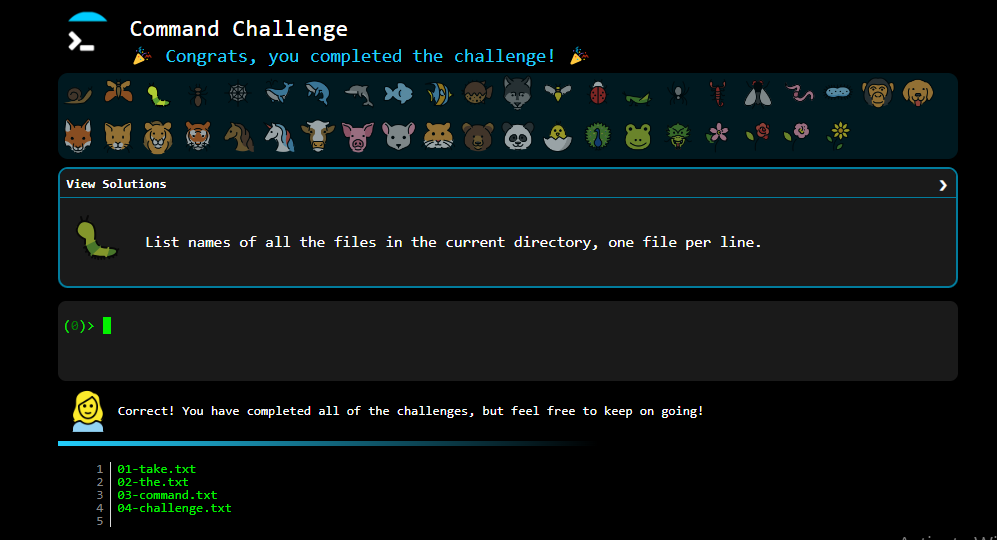 Command Challenge
🎉 Congrats, you completed the challenge! 🎉
View Solutions ❯
List names of all the files in the current directory, one file per line.
(0)>
Correct! You have completed all of the challenges, but feel free to keep on going!
1 01-take.txt
2 02-the.txt
3 03-command.txt
4 04-challenge.txt
5